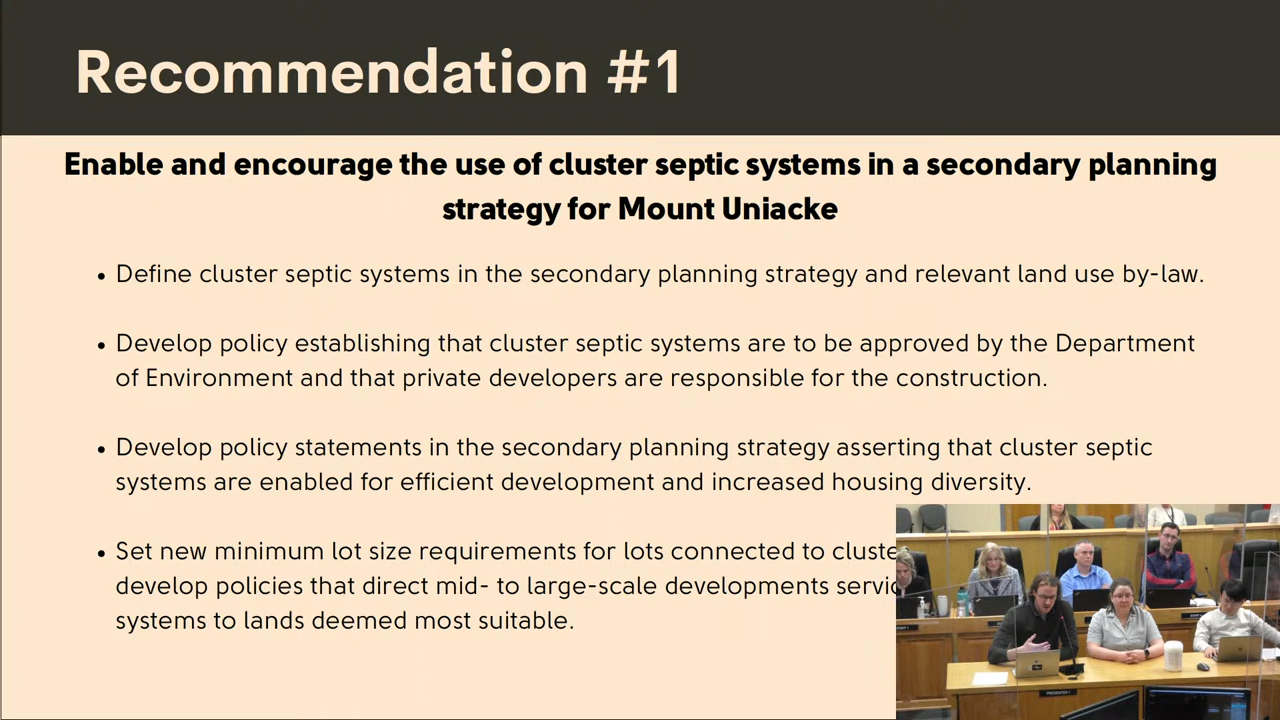 Recommendation #1
Enable and encourage the use of cluster septic systems in a secondary planning
strategy for Mount Uniacke
• Define cluster septic systems in the secondary planning strategy and relevant land use by-law.
• Develop policy establishing that cluster septic systems are to be approved by the Department
of Environment and that private developers are responsible for the construction.
• Develop policy statements in the secondary planning strategy asserting that cluster septic
systems are enabled for efficient development and increased housing diversity.
• Set new minimum lot size requirements for lots connected to
develop policies that direct mid- to large-scale developments
systems to lands deemed most suitable.
PRESENTER 1